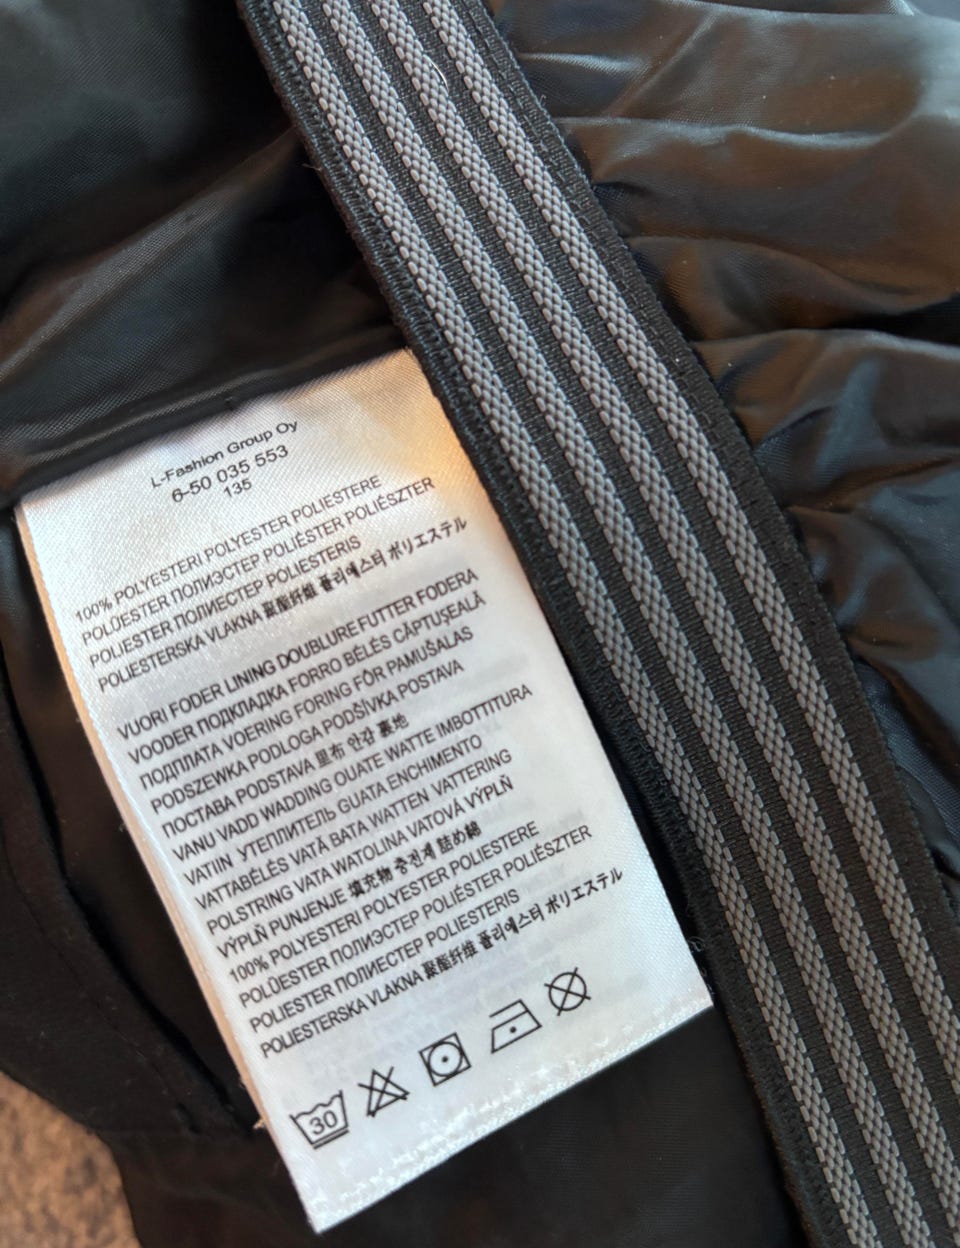 L-Fashion Group Oy
6-50 035 553
135
100% POLYESTERI POLYESTER POLIESTERE
POLÜESTER ПОЛИЭСТЕР POLIÉSTER POLIÉSZTER
POLIESTER ПОЛИЕСТЕР POLIESTERIS
POLIESTERSKA VLAKNA 聚酯纤维 폴리에스터 ポリエステル
VUORI FODER LINING DOUBLURE FUTTER FODERA
VOODER ПОДКЛАДКА FORRO BÉLÉS CĂPTUŞEALĂ
ПОДПЛАТА VOERING FORING FÔR PAMUŠALAS
PODSZEWKA PODLOGA PODŠÍVKA POSTAVA
ПОСТАВА PODSTAVA 里布 안감 裏地
VANU VADD WADDING OUATE WATTE IMBOTTITURA
VATIIN УТЕПЛИТЕЛЬ GUATA ENCHIMENTO
VATTABÉLÉS VATĂ BATA WATTEN VATTERING
POLSTRING VATA WATOLINA VATOVÁ VÝPLŇ
VÝPLŇ PUNJENJE 填充物 충전재 詰め綿
100% POLYESTERI POLYESTER POLIESTERE
POLÜESTER ПОЛИЭСТЕР POLIÉSTER POLIÉSZTER
POLIESTER ПОЛИЕСТЕР POLIESTERIS
POLIESTERSKA VLAKNA 聚酯纤维 폴리에스터 ポリエステル
30